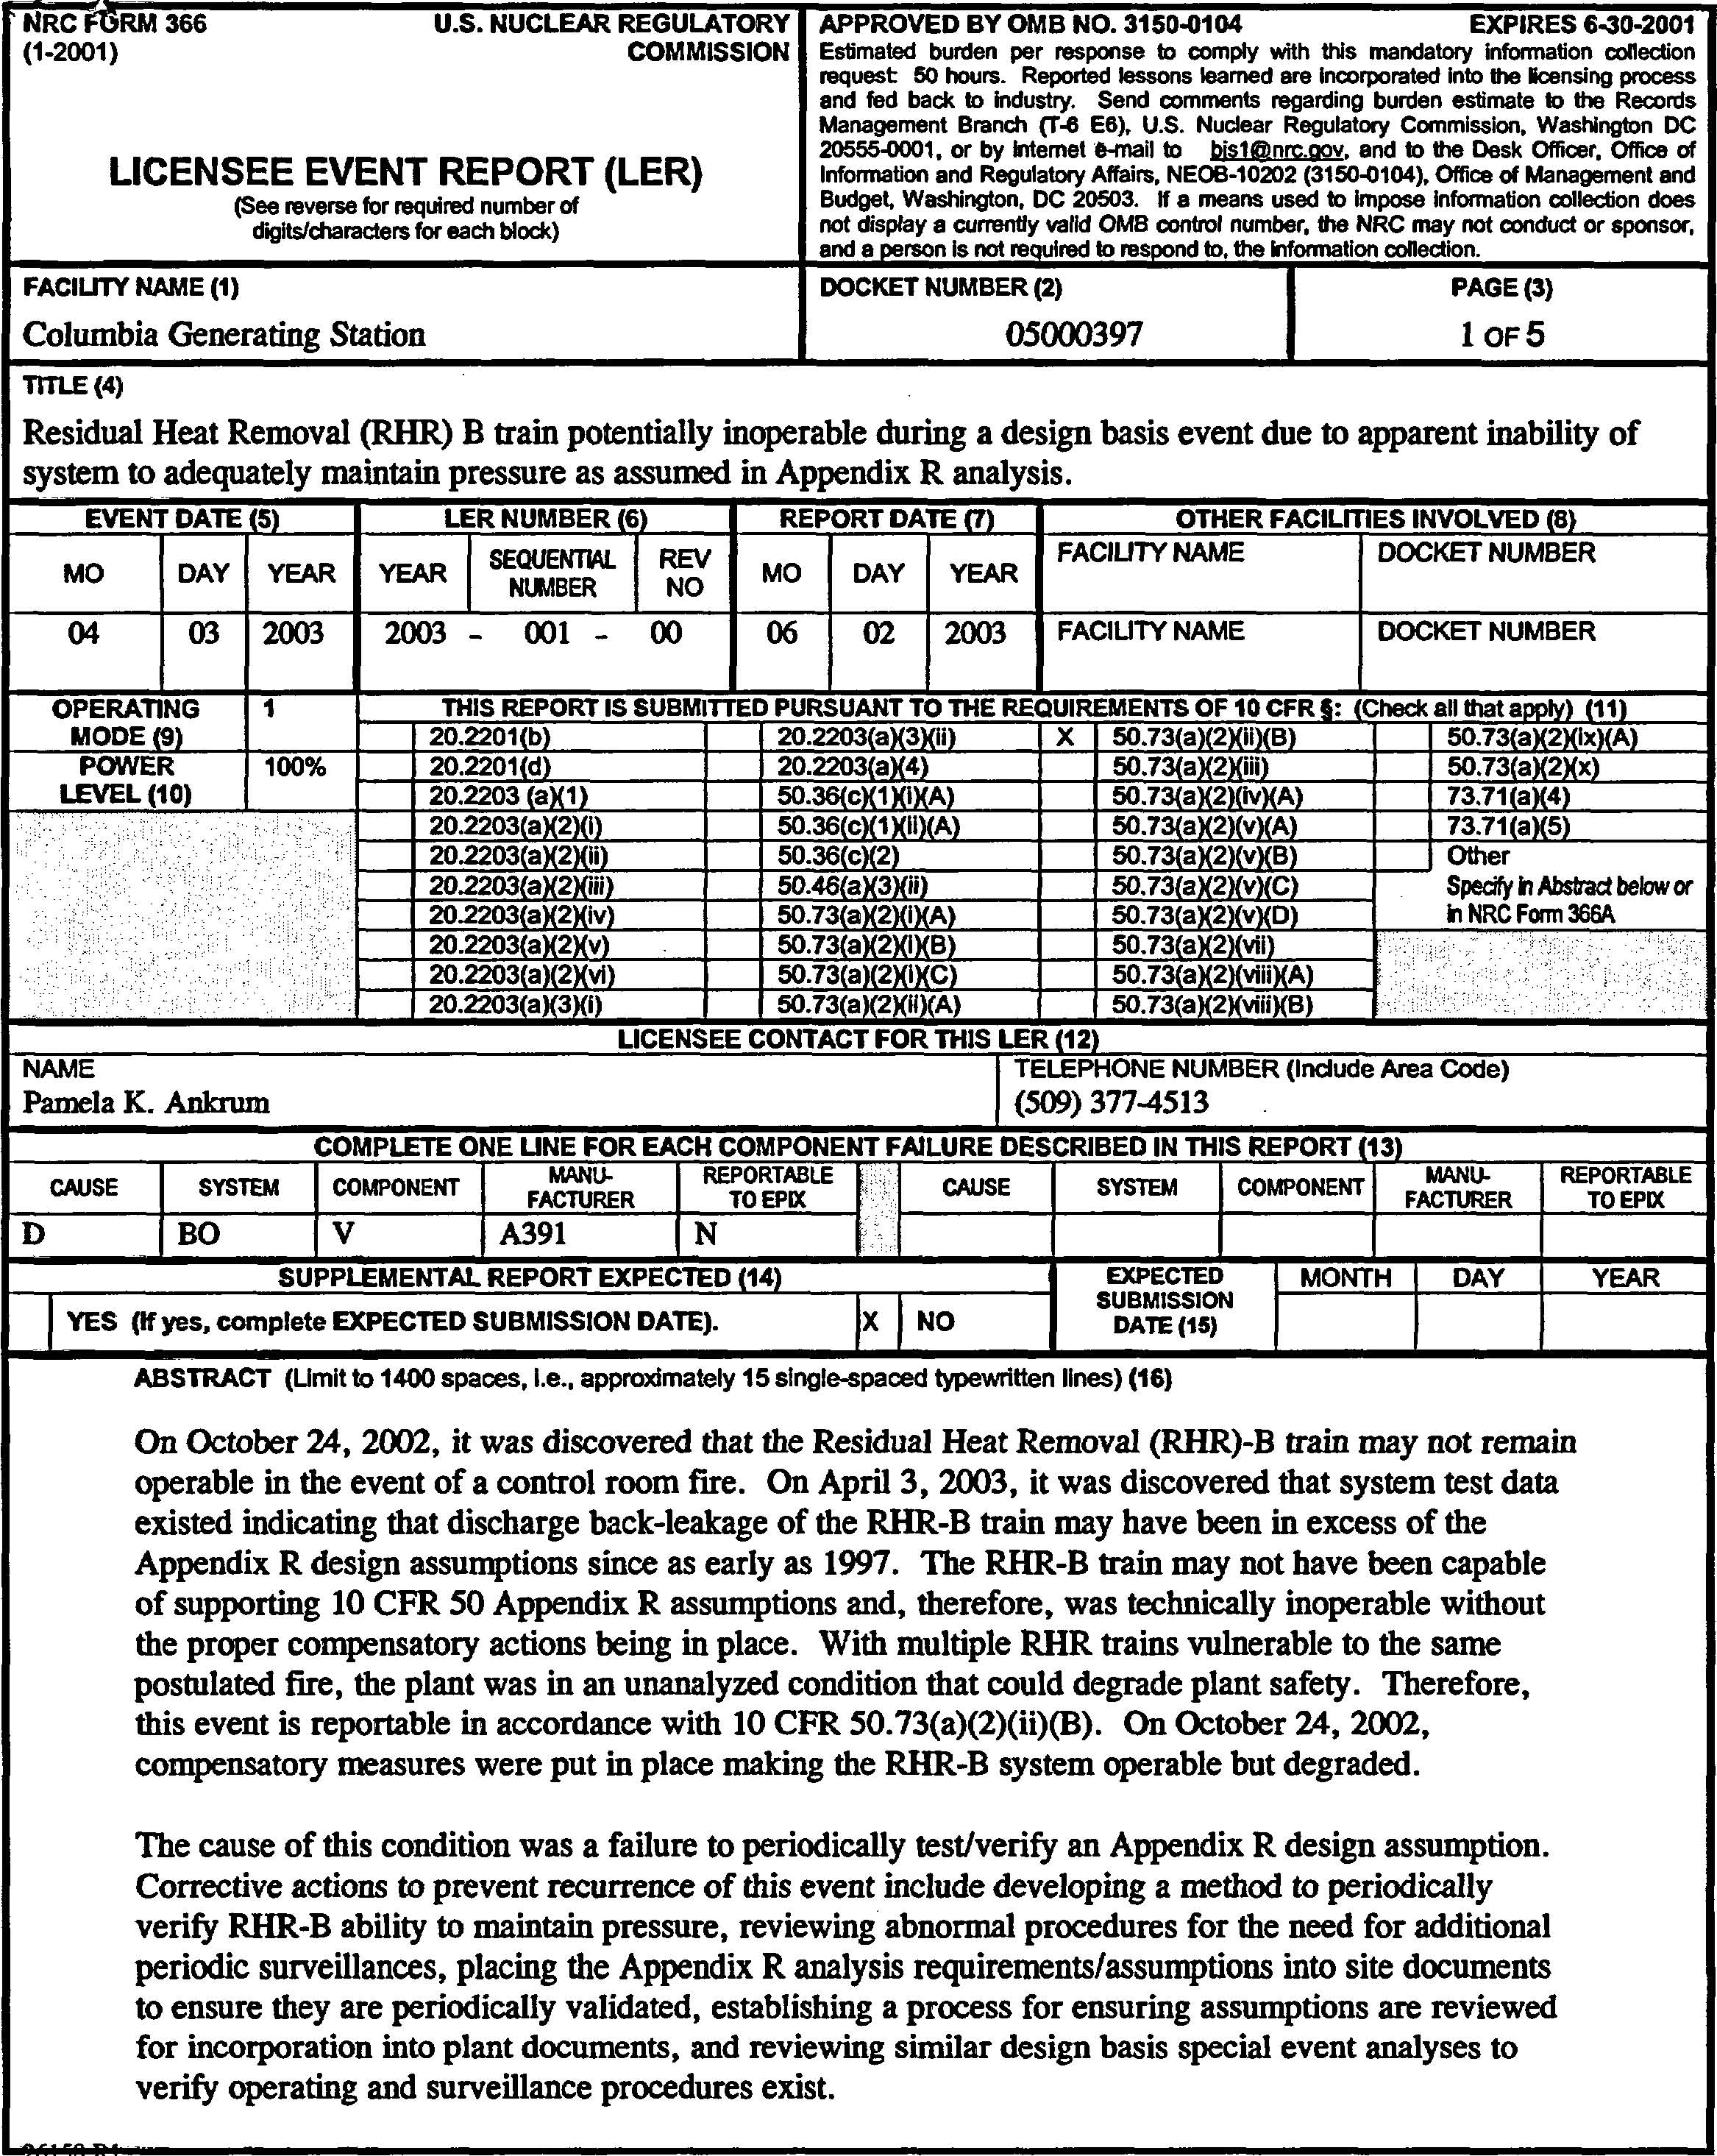 NRC FORM 366 U.S. NUCLEAR REGULATORY
(1-2001) COMMISSION
LICENSEE EVENT REPORT (LER)
(See reverse for required number of
digits/characters for each block)
APPROVED BY OMB NO. 3150-0104 EXPIRES 6-30-2001
Estimated burden per response to comply with this mandatory information collection
request: 50 hours. Reported lessons learned are incorporated into the licensing process
and fed back to industry. Send comments regarding burden estimate to the Records
Management Branch (T-6 E6), U.S. Nuclear Regulatory Commission, Washington DC
20555-0001, or by internet e-mail to bjs1@nrc.gov, and to the Desk Officer, Office of
Information and Regulatory Affairs, NEOB-10202 (3150-0104), Office of Management and
Budget, Washington, DC 20503. If a means used to impose information collection does
not display a currently valid OMB control number, the NRC may not conduct or sponsor,
and a person is not required to respond to, the information collection.
FACILITY NAME (1) DOCKET NUMBER (2) PAGE (3)
Columbia Generating Station 05000397 1 OF 5
TITLE (4)
Residual Heat Removal (RHR) B train potentially inoperable during a design basis event due to apparent inability of
system to adequately maintain pressure as assumed in Appendix R analysis.
EVENT DATE (5) LER NUMBER (6) REPORT DATE (7) OTHER FACILITIES INVOLVED (8)
MO DAY YEAR YEAR SEQUENTIAL NUMBER REV NO MO DAY YEAR FACILITY NAME DOCKET NUMBER
04 03 2003 2003 - 001 - 00 06 02 2003 FACILITY NAME DOCKET NUMBER
OPERATING MODE (9) 1 THIS REPORT IS SUBMITTED PURSUANT TO THE REQUIREMENTS OF 10 CFR §: (Check all that apply) (11)
20.2201(b) 20.2203(a)(3)(ii) X 50.73(a)(2)(ii)(B) 50.73(a)(2)(ix)(A)
POWER LEVEL (10) 100% 20.2201(d) 20.2203(a)(4) 50.73(a)(2)(iii) 50.73(a)(2)(x)
20.2203 (a)(1) 50.36(c)(1)(i)(A) 50.73(a)(2)(iv)(A) 73.71(a)(4)
20.2203(a)(2)(i) 50.36(c)(1)(ii)(A) 50.73(a)(2)(v)(A) 73.71(a)(5)
20.2203(a)(2)(ii) 50.36(c)(2) 50.73(a)(2)(v)(B) Other
20.2203(a)(2)(iii) 50.46(a)(3)(ii) 50.73(a)(2)(v)(C) Specify in Abstract below or
20.2203(a)(2)(iv) 50.73(a)(2)(i)(A) 50.73(a)(2)(v)(D) in NRC Form 366A
20.2203(a)(2)(v) 50.73(a)(2)(i)(B) 50.73(a)(2)(vii)
20.2203(a)(2)(vi) 50.73(a)(2)(i)(C) 50.73(a)(2)(viii)(A)
20.2203(a)(3)(i) 50.73(a)(2)(ii)(A) 50.73(a)(2)(viii)(B)
LICENSEE CONTACT FOR THIS LER (12)
NAME TELEPHONE NUMBER (Include Area Code)
Pamela K. Ankrum (509) 377-4513
COMPLETE ONE LINE FOR EACH COMPONENT FAILURE DESCRIBED IN THIS REPORT (13)
CAUSE SYSTEM COMPONENT MANU-FACTURER REPORTABLE TO EPIX CAUSE SYSTEM COMPONENT MANU-FACTURER REPORTABLE TO EPIX
D BO V A391 N
SUPPLEMENTAL REPORT EXPECTED (14) EXPECTED SUBMISSION DATE (15) MONTH DAY YEAR
YES (If yes, complete EXPECTED SUBMISSION DATE). X NO
ABSTRACT (Limit to 1400 spaces, i.e., approximately 15 single-spaced typewritten lines) (16)
On October 24, 2002, it was discovered that the Residual Heat Removal (RHR)-B train may not remain
operable in the event of a control room fire. On April 3, 2003, it was discovered that system test data
existed indicating that discharge back-leakage of the RHR-B train may have been in excess of the
Appendix R design assumptions since as early as 1997. The RHR-B train may not have been capable
of supporting 10 CFR 50 Appendix R assumptions and, therefore, was technically inoperable without
the proper compensatory actions being in place. With multiple RHR trains vulnerable to the same
postulated fire, the plant was in an unanalyzed condition that could degrade plant safety. Therefore,
this event is reportable in accordance with 10 CFR 50.73(a)(2)(ii)(B). On October 24, 2002,
compensatory measures were put in place making the RHR-B system operable but degraded.
The cause of this condition was a failure to periodically test/verify an Appendix R design assumption.
Corrective actions to prevent recurrence of this event include developing a method to periodically
verify RHR-B ability to maintain pressure, reviewing abnormal procedures for the need for additional
periodic surveillances, placing the Appendix R analysis requirements/assumptions into site documents
to ensure they are periodically validated, establishing a process for ensuring assumptions are reviewed
for incorporation into plant documents, and reviewing similar design basis special event analyses to
verify operating and surveillance procedures exist.